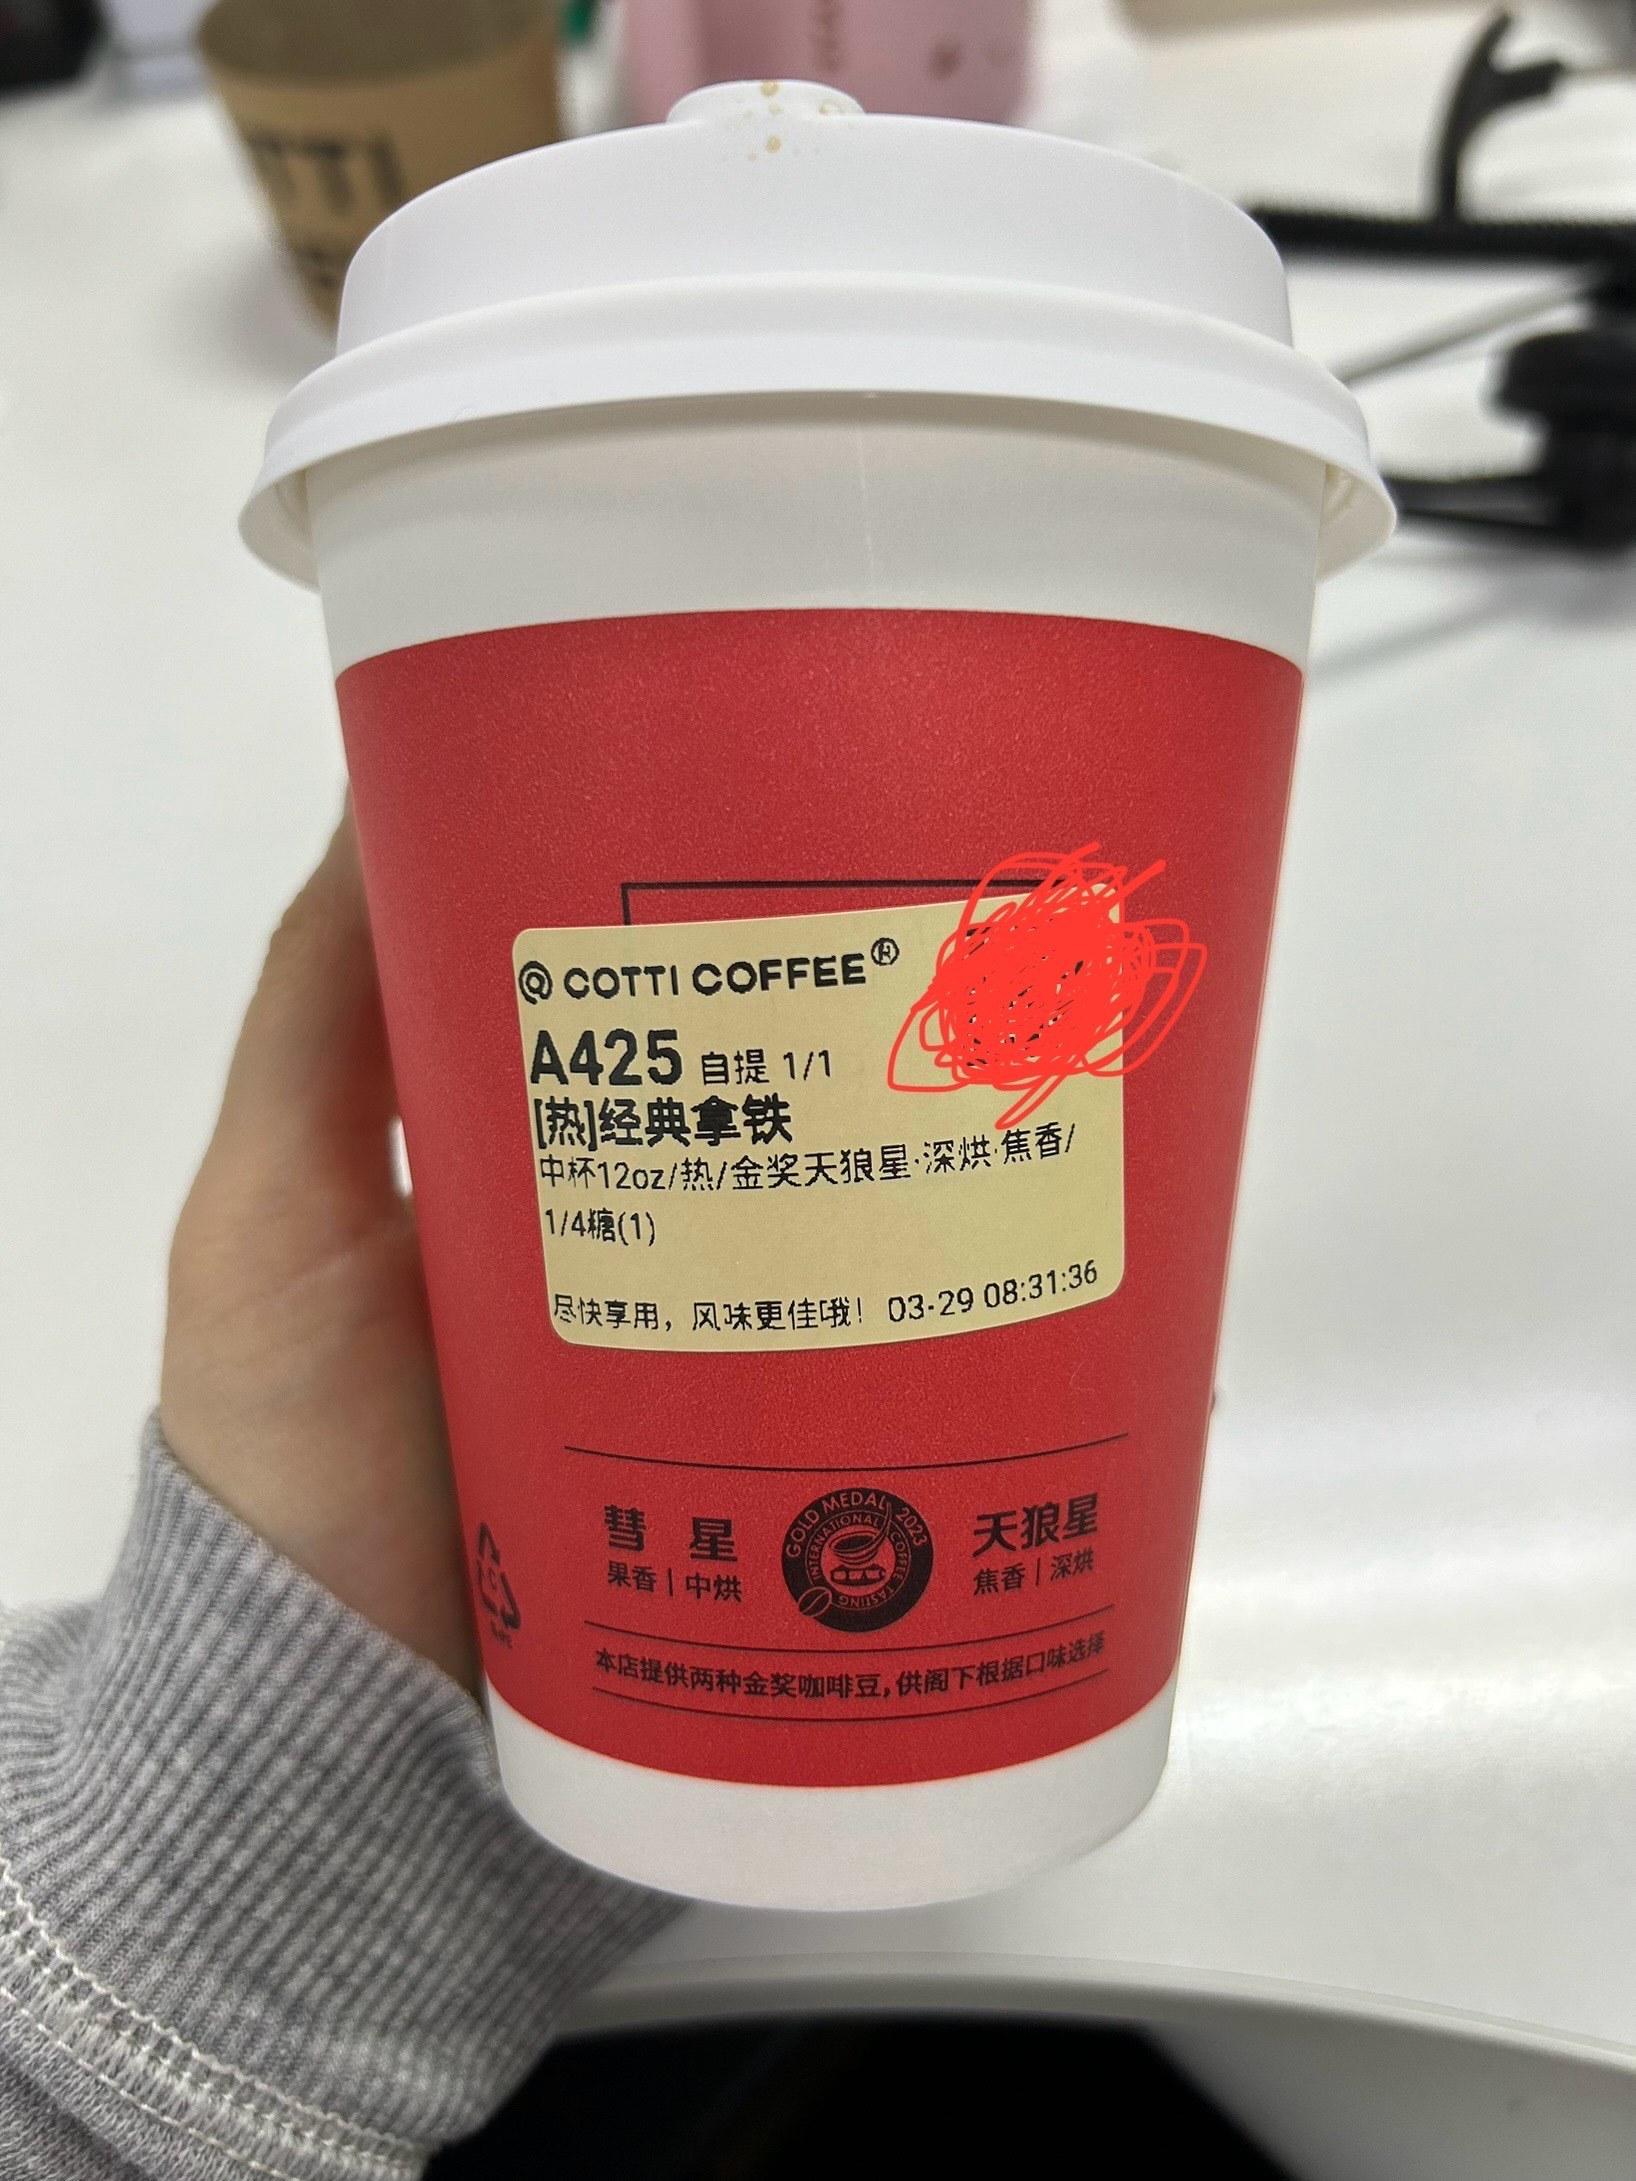 @ COTTI COFFEE®
A425 自提 1/1
[热]经典拿铁
中杯12oz/热/金奖天狼星·深烘·焦香/
1/4糖(1)
尽快享用，风味更佳哦！ 03-29 08:31:36
彗 星
果香 | 中烘
GOLD MEDAL 2023
INTERNATIONAL COFFEE TASTING
天狼星
焦香 | 深烘
本店提供两种金奖咖啡豆，供阁下根据口味选择